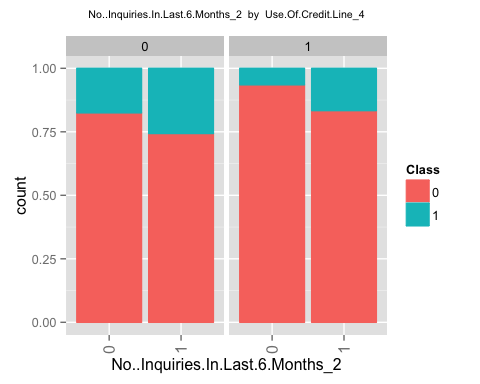 No..Inquiries.In.Last.6.Months_2 by Use.Of.Credit.Line_4
0 1
1.00
0.75
0.50
0.25
0.00
count
0 1 0 1
No..Inquiries.In.Last.6.Months_2
Class
0
1